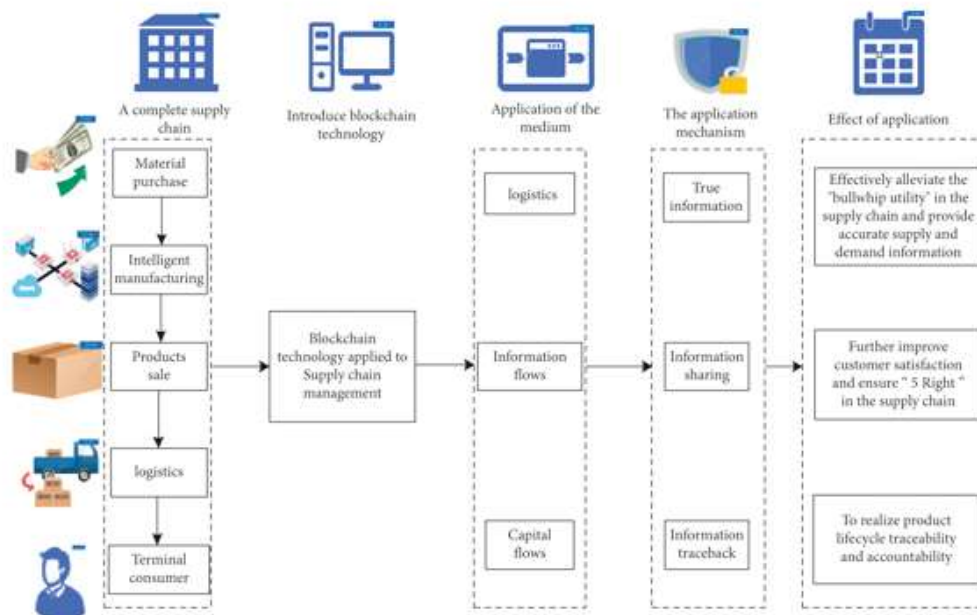 A complete supply
chain
Introduce blockchain
technology
Application of the
medium
The application
mechanism
Effect of application
Material
purchase
Intelligent
manufacturing
Products
sale
logistics
Terminal
consumer
Blockchain
technology applied to
Supply chain
management
logistics
Information
flows
Capital
flows
True
information
Information
sharing
Information
traceback
Effectively alleviate the
"bullwhip utility" in the
supply chain and provide
accurate supply and
demand information
Further improve
customer satisfaction
and ensure " 5 Right "
in the supply chain
To realize product
lifecycle traceability
and accountability